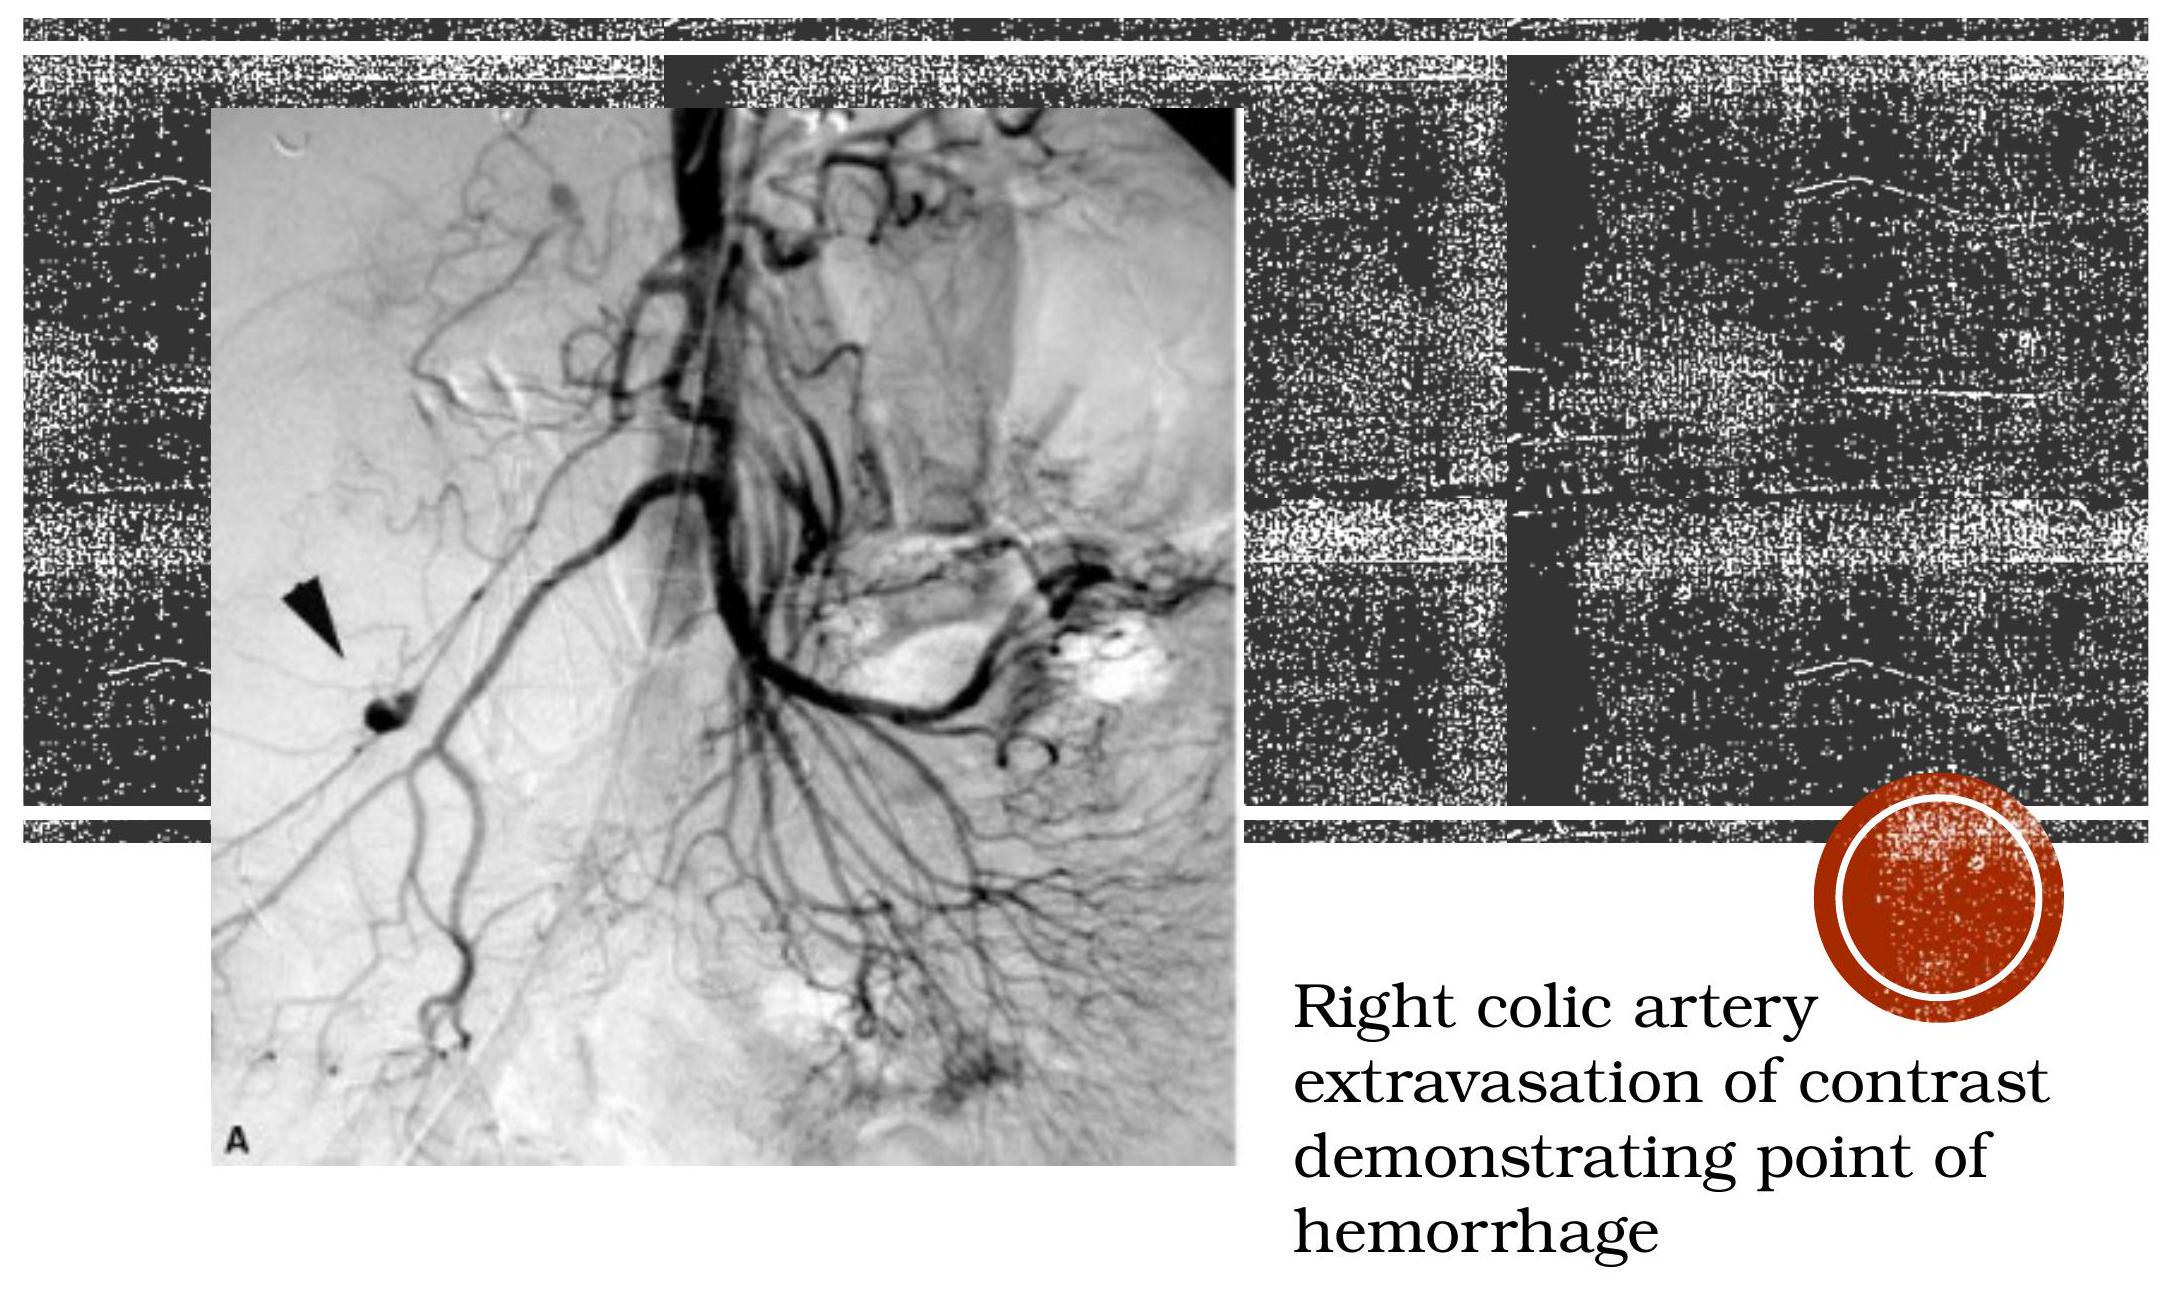 A
Right colic artery
extravasation of contrast
demonstrating point of
hemorrhage